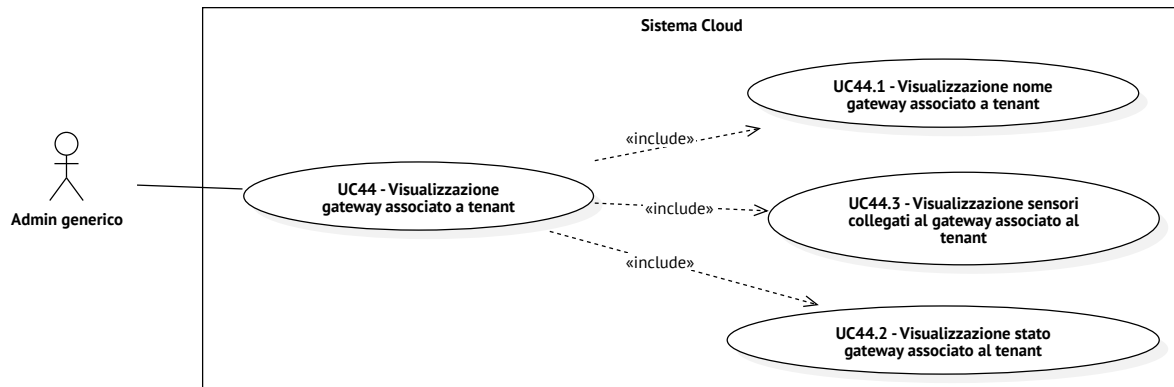 Sistema Cloud
UC44.1 - Visualizzazione nome
gateway associato a tenant
«include»
Admin generico
UC44 - Visualizzazione
gateway associato a tenant
«include»
UC44.3 - Visualizzazione sensori
collegati al gateway associato al
tenant
«include»
UC44.2 - Visualizzazione stato
gateway associato al tenant